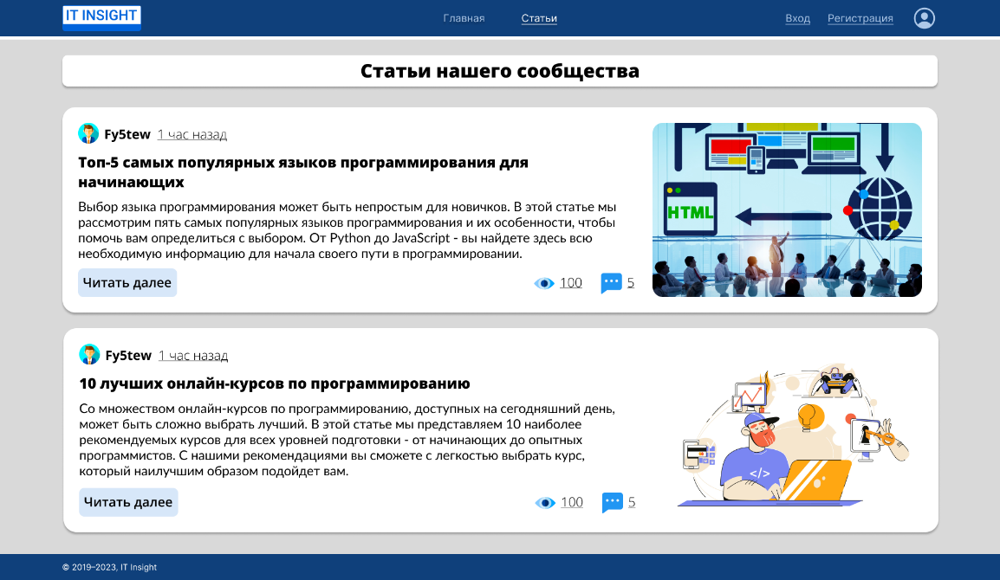 IT INSIGHT
Главная
Статьи
Вход
Регистрация
Статьи нашего сообщества
Fy5tew 1 час назад
Топ-5 самых популярных языков программирования для
начинающих
Выбор языка программирования может быть непростым для новичков. В этой статье мы
рассмотрим пять самых популярных языков программирования и их особенности, чтобы
помочь вам определиться с выбором. От Python до JavaScript - вы найдете здесь всю
необходимую информацию для начала своего пути в программировании.
Читать далее
100
5
HTML
Fy5tew 1 час назад
10 лучших онлайн-курсов по программированию
Со множеством онлайн-курсов по программированию, доступных на сегодняшний день,
может быть сложно выбрать лучший. В этой статье мы представляем 10 наиболее
рекомендуемых курсов для всех уровней подготовки - от начинающих до опытных
программистов. С нашими рекомендациями вы сможете с легкостью выбрать курс,
который наилучшим образом подойдет вам.
Читать далее
100
5
</>
© 2019–2023, IT Insight